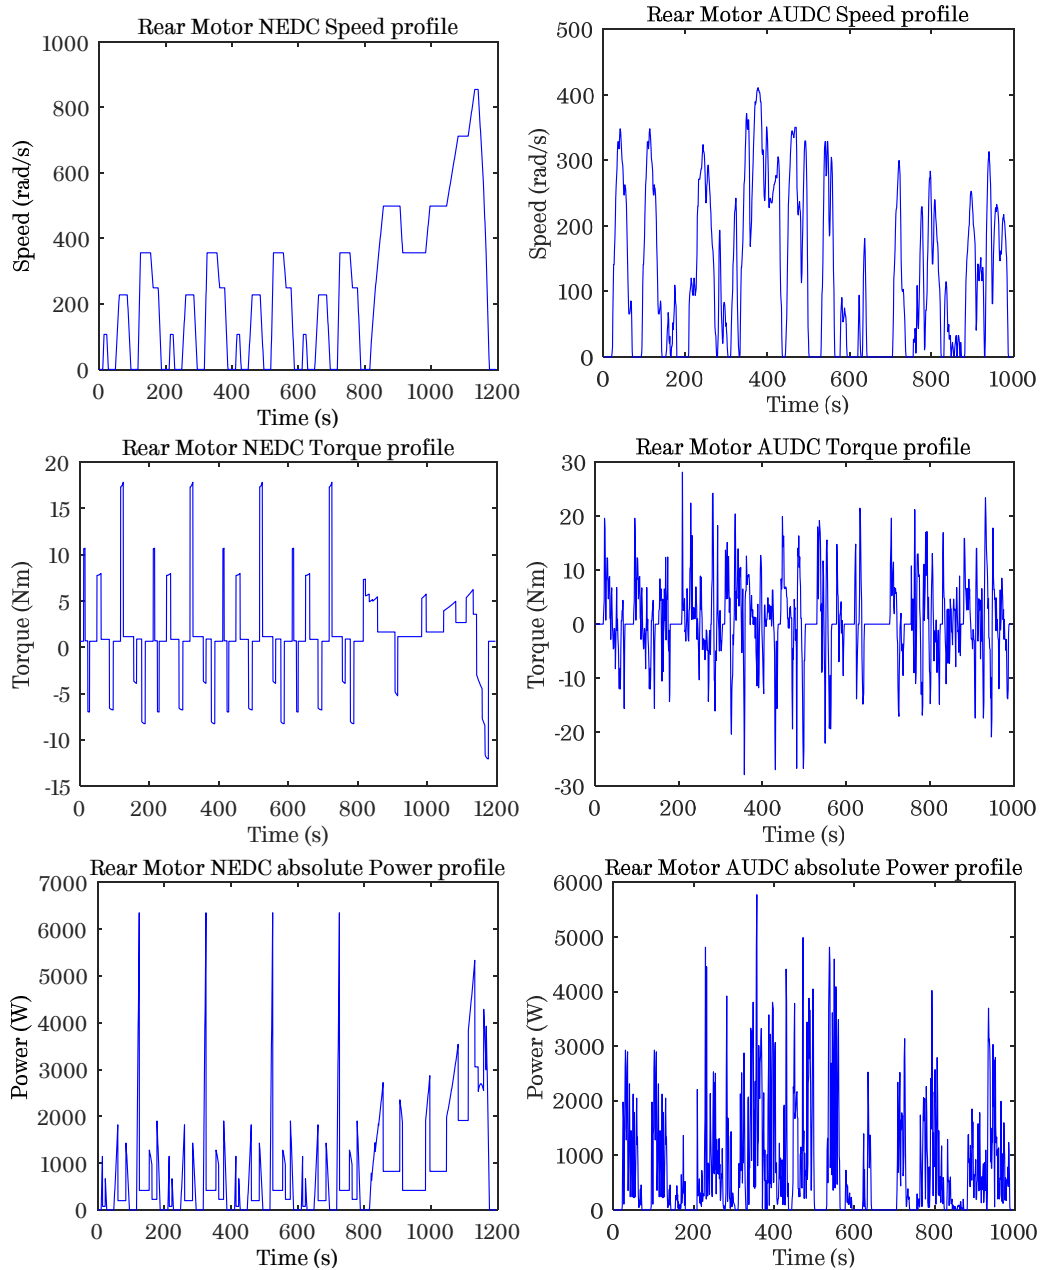 Rear Motor NEDC Speed profile
1000
800
600
400
200
0
Speed (rad/s)
0 200 400 600 800 1000 1200
Time (s)
Rear Motor AUDC Speed profile
500
400
300
200
100
0
Speed (rad/s)
0 200 400 600 800 1000
Time (s)
Rear Motor NEDC Torque profile
20
15
10
5
0
-5
-10
-15
Torque (Nm)
0 200 400 600 800 1000 1200
Time (s)
Rear Motor AUDC Torque profile
30
20
10
0
-10
-20
-30
Torque (Nm)
0 200 400 600 800 1000
Time (s)
Rear Motor NEDC absolute Power profile
7000
6000
5000
4000
3000
2000
1000
0
Power (W)
0 200 400 600 800 1000 1200
Time (s)
Rear Motor AUDC absolute Power profile
6000
5000
4000
3000
2000
1000
0
Power (W)
0 200 400 600 800 1000
Time (s)